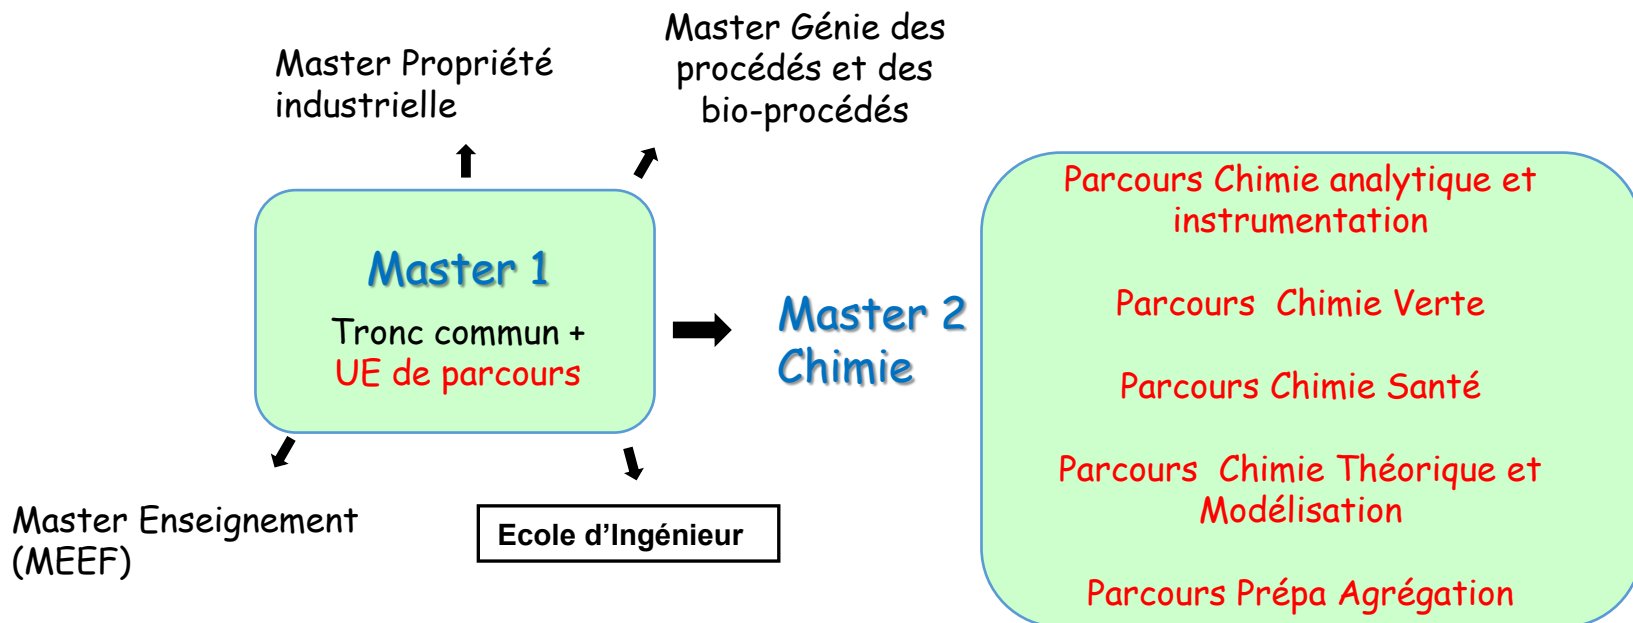 Master Propriété
industrielle
Master Génie des
procédés et des
bio-procédés
Master 1
Tronc commun +
UE de parcours
Master 2
Chimie
Master Enseignement
(MEEF)
Ecole d'Ingénieur
Parcours Chimie analytique et
instrumentation
Parcours Chimie Verte
Parcours Chimie Santé
Parcours Chimie Théorique et
Modélisation
Parcours Prépa Agrégation